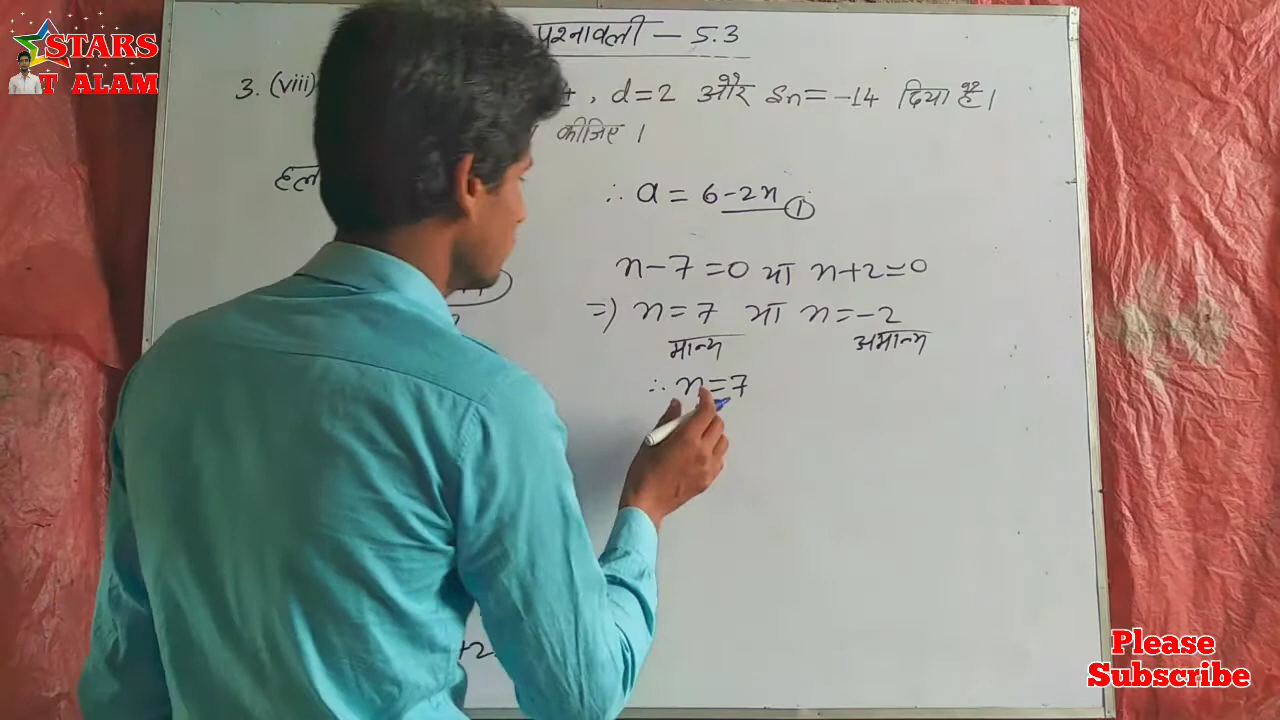 STARS
T ALAM
प्रश्नावली – 5.3
3. (viii) , d=2 और Sn=-14 दिया है।
कीजिए ।
हल
∴ a = 6-2n ①
n-7=0 या n+2=0
=) n=7 या n=-2
मान्य अमान्य
∴ n=7
+2
Please
Subscribe